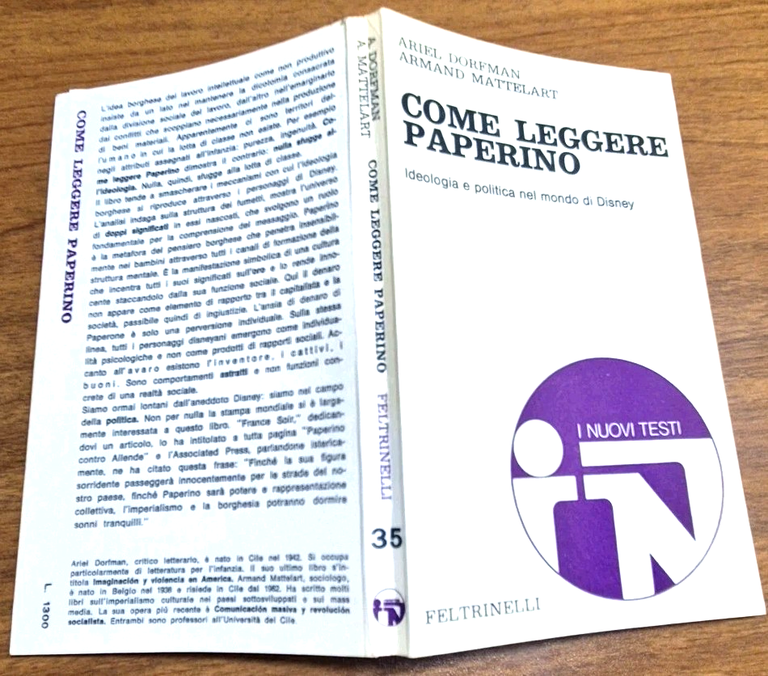 ARIEL DORFMAN
ARMAND MATTELART
COME LEGGERE
PAPERINO
Ideologia e politica nel mondo di Disney
I NUOVI TESTI
FELTRINELLI
A. DORFMAN
A. MATTELART
COME LEGGERE PAPERINO
FELTRINELLI
35
COME LEGGERE PAPERINO
L'idea borghese del lavoro intellettuale come non produttivo
insiste da un lato nel mantenere la dicotomia consacrata
dalla divisione sociale del lavoro, dall'altro nell'emarginarlo
dai conflitti che scoppiano necessariamente nella produzione
di beni materiali. Apparentemente ci sono territori del-
l'umano in cui la lotta di classe non esiste. Per esempio
negli attributi assegnati all'infanzia: purezza, ingenuità. Co-
me leggere Paperino dimostra il contrario: nulla sfugge al-
l'ideologia. Nulla, quindi, sfugge alla lotta di classe.
Il libro tende a smascherare i meccanismi con cui l'ideologia
borghese si riproduce attraverso i personaggi di Disney.
L'analisi indaga sulla struttura dei fumetti, mostra l'universo
di doppi significati in essi nascosti, che svolgono un ruolo
fondamentale per la comprensione del messaggio. Paperino
è la metafora del pensiero borghese che penetra insensibil-
mente nei bambini attraverso tutti i canali di formazione della
struttura mentale. È la manifestazione simbolica di una cultura
che incentra tutti i suoi significati sull'oro e lo rende inno-
cente staccandolo dalla sua funzione sociale. Qui il denaro
non appare come elemento di rapporto tra il capitalista e la
società, passibile quindi di ingiustizie. L'ansia di denaro di
Paperone è solo una perversione individuale. Sulla stessa
linea, tutti i personaggi disneyani emergono come individua-
lità psicologiche e non come prodotti di rapporti sociali. Ac-
canto all'avaro esistono l'inventore, i cattivi, i
buoni. Sono comportamenti astratti e non funzioni con-
crete di una realtà sociale.
Siamo ormai lontani dall'aneddoto Disney: siamo nel campo
della politica. Non per nulla la stampa mondiale si è larga-
mente interessata a questo libro. "France Soir," dedican-
dovi un articolo, lo ha intitolato a tutta pagina "Paperino
contro Allende" e l'Associated Press, parlandone isterica-
mente, ne ha citato questa frase: "Finché la sua figura
sorridente passeggerà innocentemente per le strade del no-
stro paese, finché Paperino sarà potere e rappresentazione
collettiva, l'imperialismo e la borghesia potranno dormire
sonni tranquilli."
Ariel Dorfman, critico letterario, è nato in Cile nel 1942. Si occupa
particolarmente di letteratura per l'infanzia. Il suo ultimo libro s'in-
titola Imaginación y violencia en America. Armand Mattelart, sociologo,
è nato in Belgio nel 1936 e risiede in Cile dal 1962. Ha scritto molti
libri sull'imperialismo culturale nei paesi sottosviluppati e sui mass
media. La sua opera più recente è Comunicación masiva y revolución
socialista. Entrambi sono professori all'Università del Cile.
L. 1300